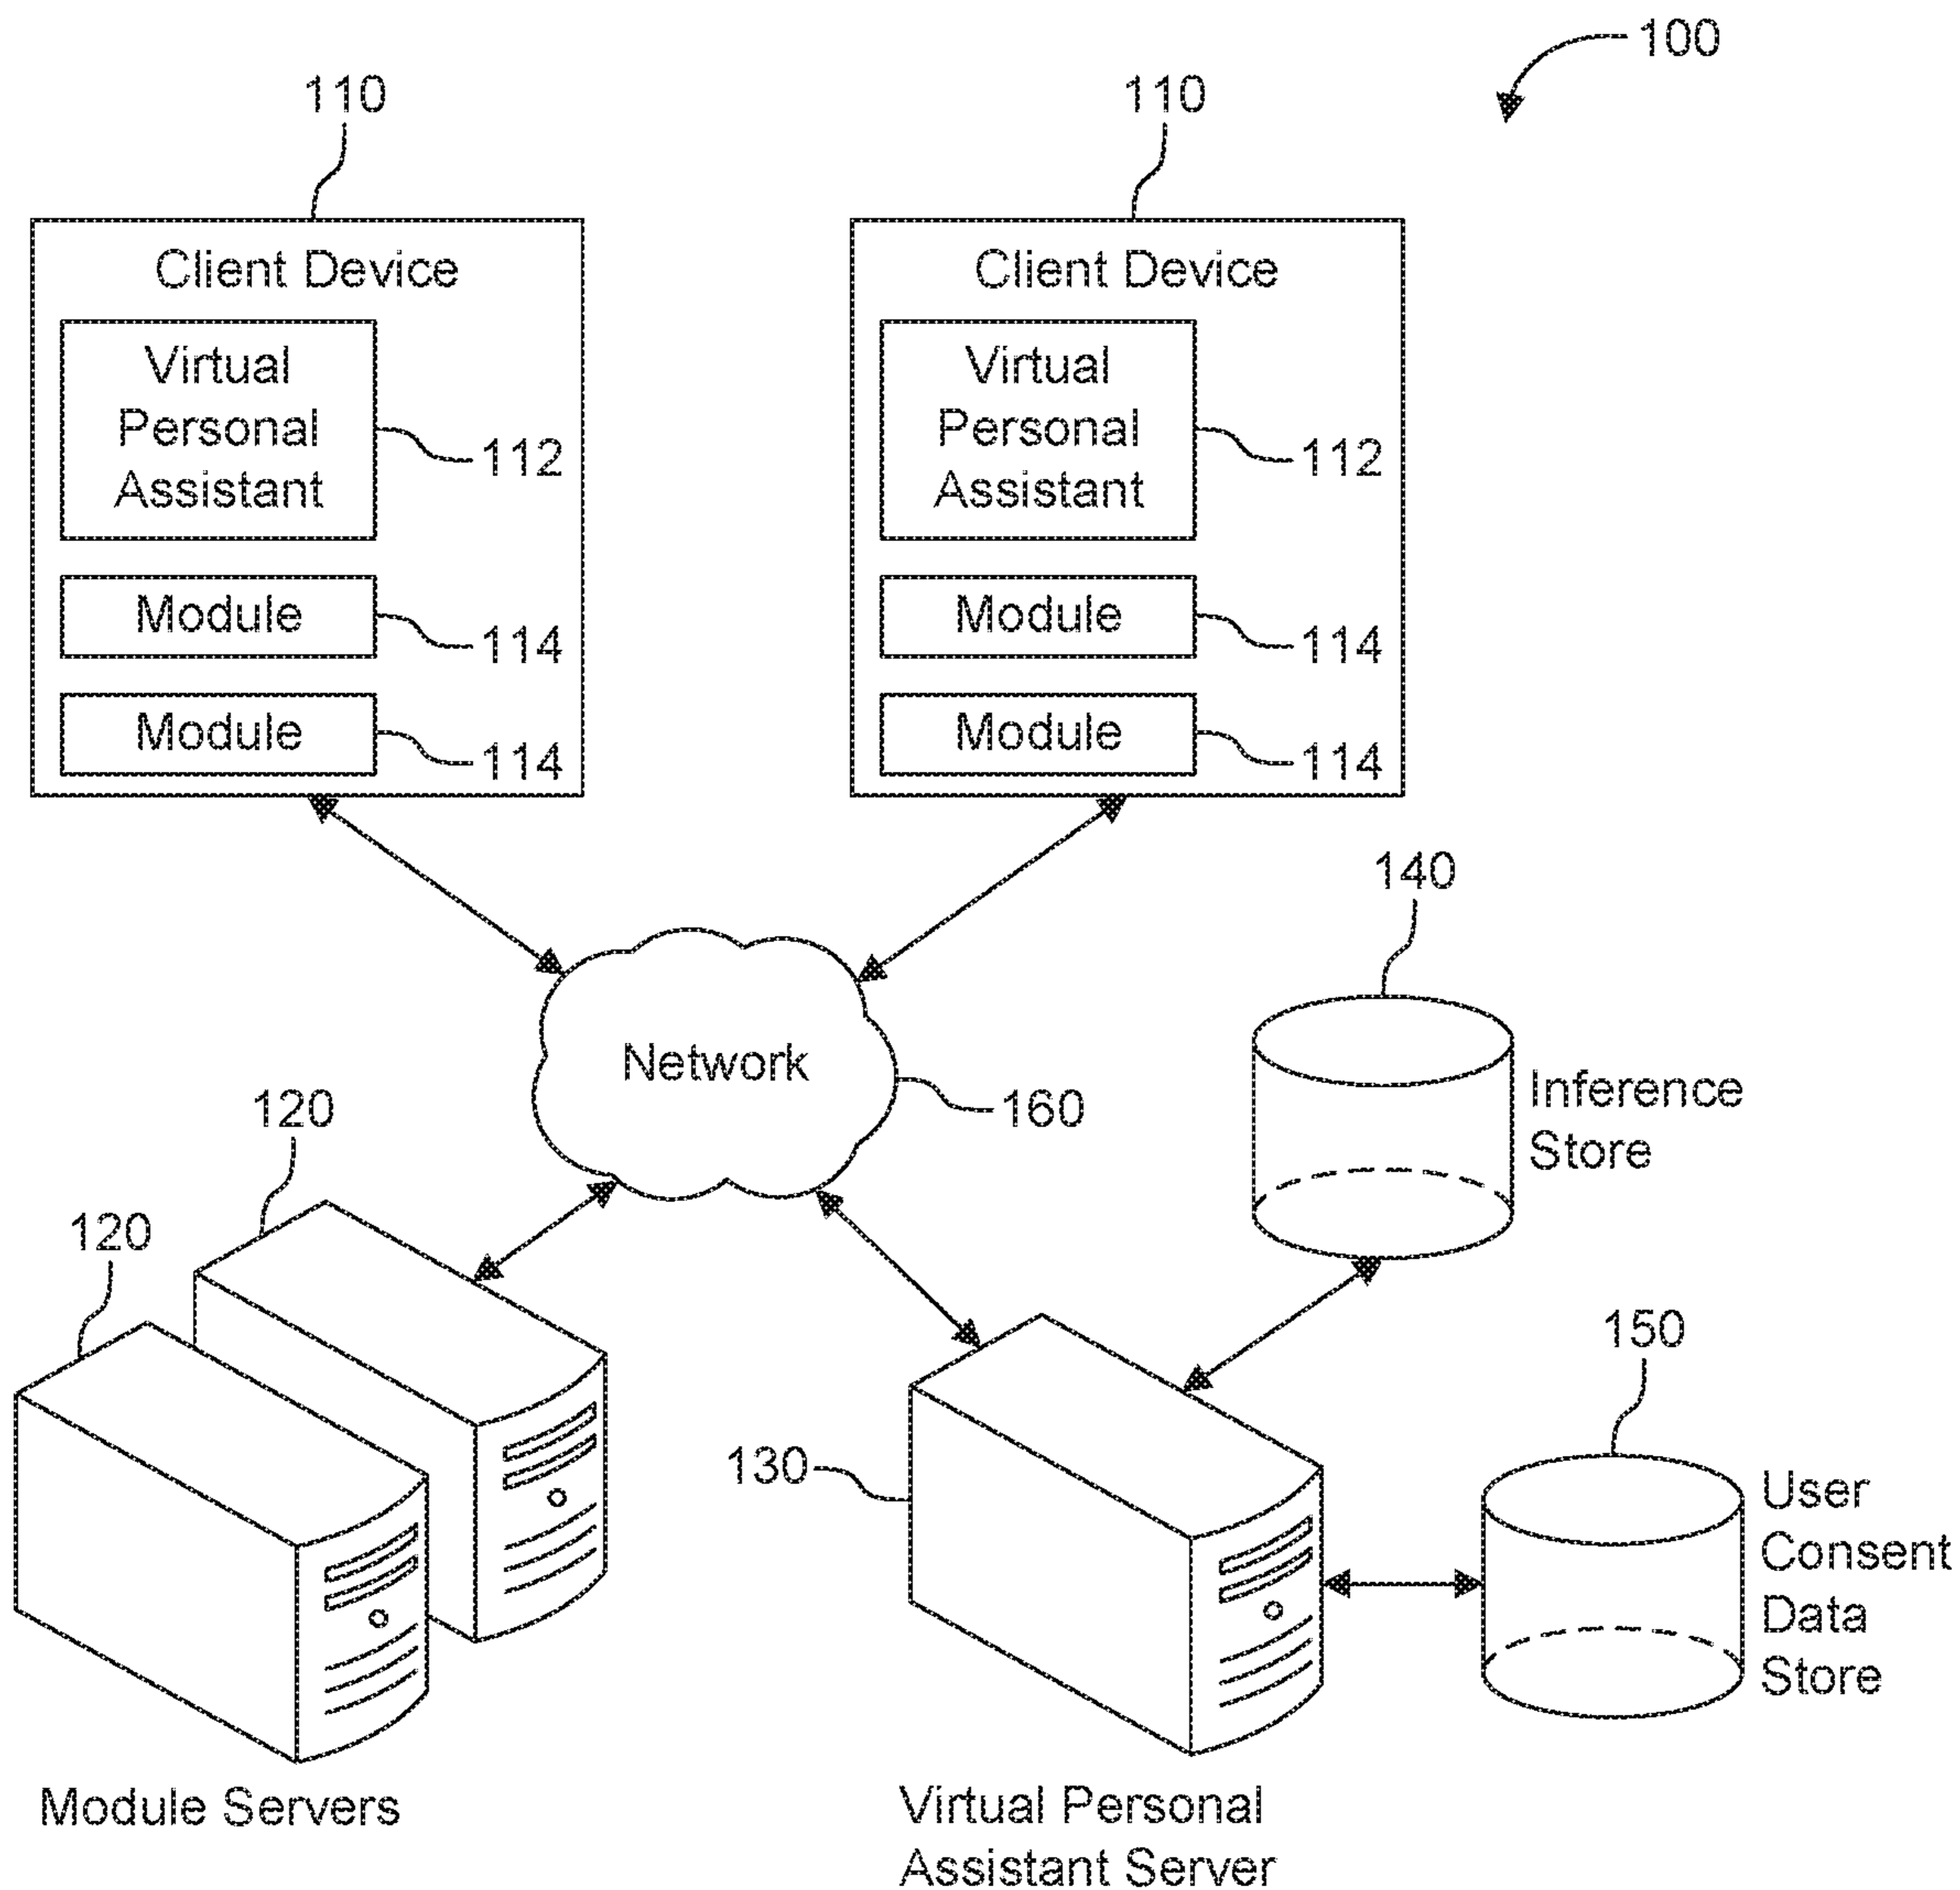 100
110
110
Client Device
Virtual
Personal
Assistant
112
Module
114
Module
114
Client Device
Virtual
Personal
Assistant
112
Module
114
Module
114
140
Network
160
Inference
Store
120
120
150
130
User
Consent
Data
Store
Module Servers
Virtual Personal
Assistant Server